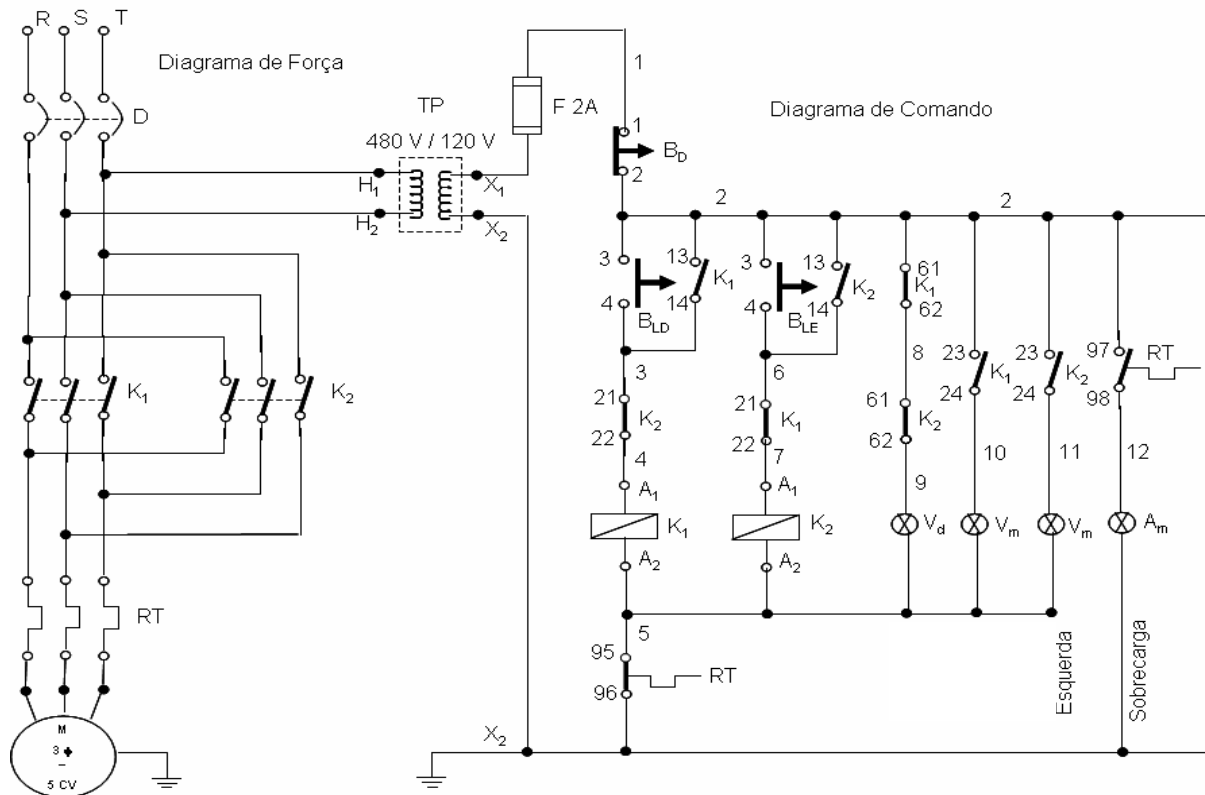 R S T
Diagrama de Força
D
TP
480 V / 120 V
H1
H2
X1
X2
F 2A
1
Diagrama de Comando
1
BD
2
2
2
3
4
BLD
13
14
K1
3
4
BLE
13
14
K2
61
K1
62
8
23
24
K1
23
24
K2
97
98
RT
3
21
22
K2
4
6
21
22
K1
7
61
62
K2
9
10
11
12
A1
K1
A2
A1
K2
A2
Vd
Vm
Vm
Am
5
95
96
RT
Esquerda
Sobrecarga
X2
K1
K2
RT
M
3
5 CV